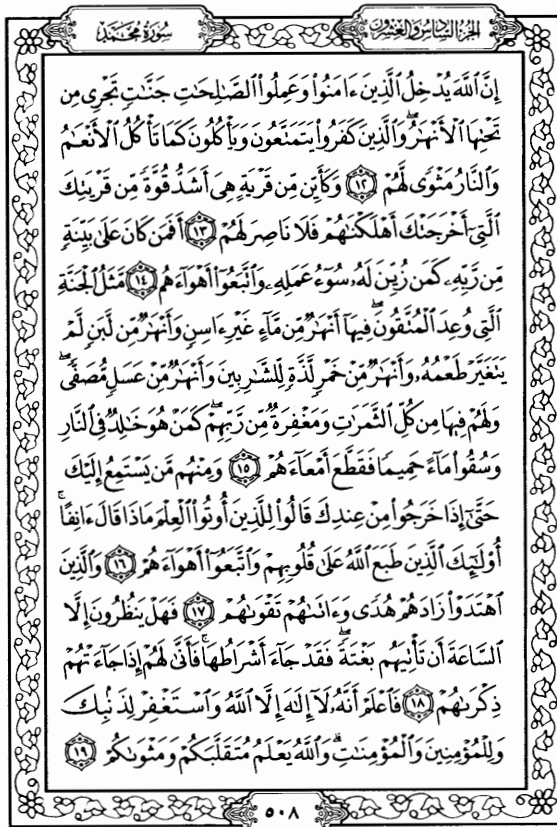 الجزء السادس والعشرون
سورة محمد
إِنَّ ٱللَّهَ يُدْخِلُ ٱلَّذِينَ ءَامَنُوا۟ وَعَمِلُوا۟ ٱلصَّٰلِحَٰتِ جَنَّٰتٍ تَجْرِى مِن
تَحْتِهَا ٱلْأَنْهَٰرُ ۖ وَٱلَّذِينَ كَفَرُوا۟ يَتَمَتَّعُونَ وَيَأْكُلُونَ كَمَا تَأْكُلُ ٱلْأَنْعَٰمُ
وَٱلنَّارُ مَثْوًى لَّهُمْ ١٢ وَكَأَيِّن مِّن قَرْيَةٍ هِىَ أَشَدُّ قُوَّةً مِّن قَرْيَتِكَ
ٱلَّتِىٓ أَخْرَجَتْكَ أَهْلَكْنَٰهُمْ فَلَا نَاصِرَ لَهُمْ ١٣ أَفَمَن كَانَ عَلَىٰ بَيِّنَةٍ
مِّن رَّبِّهِۦ كَمَن زُيِّنَ لَهُۥ سُوٓءُ عَمَلِهِۦ وَٱتَّبَعُوٓا۟ أَهْوَآءَهُم ١٤ مَّثَلُ ٱلْجَنَّةِ
ٱلَّتِى وُعِدَ ٱلْمُتَّقُونَ ۖ فِيهَآ أَنْهَٰرٌ مِّن مَّآءٍ غَيْرِ ءَاسِنٍ وَأَنْهَٰرٌ مِّن لَّبَنٍ لَّمْ
يَتَغَيَّرْ طَعْمُهُۥ وَأَنْهَٰرٌ مِّنْ خَمْرٍ لَّذَّةٍ لِّلشَّٰرِبِينَ وَأَنْهَٰرٌ مِّنْ عَسَلٍ مُّصَفًّى ۖ
وَلَهُمْ فِيهَا مِن كُلِّ ٱلثَّمَرَٰتِ وَمَغْفِرَةٌ مِّن رَّبِّهِمْ ۖ كَمَنْ هُوَ خَٰلِدٌ فِى ٱلنَّارِ
وَسُقُوا۟ مَآءً حَمِيمًا فَقَطَّعَ أَمْعَآءَهُمْ ١٥ وَمِنْهُم مَّن يَسْتَمِعُ إِلَيْكَ
حَتَّىٰٓ إِذَا خَرَجُوا۟ مِنْ عِندِكَ قَالُوا۟ لِلَّذِينَ أُوتُوا۟ ٱلْعِلْمَ مَاذَا قَالَ ءَانِفًا ۚ
أُو۟لَٰٓئِكَ ٱلَّذِينَ طَبَعَ ٱللَّهُ عَلَىٰ قُلُوبِهِمْ وَٱتَّبَعُوٓا۟ أَهْوَآءَهُمْ ١٦ وَٱلَّذِينَ
ٱهْتَدَوْا۟ زَادَهُمْ هُدًى وَءَاتَىٰهُمْ تَقْوَىٰهُمْ ١٧ فَهَلْ يَنظُرُونَ إِلَّا
ٱلسَّاعَةَ أَن تَأْتِيَهُم بَغْتَةً ۖ فَقَدْ جَآءَ أَشْرَاطُهَا ۚ فَأَنَّىٰ لَهُمْ إِذَا جَآءَتْهُمْ
ذِكْرَىٰهُمْ ١٨ فَٱعْلَمْ أَنَّهُۥ لَآ إِلَٰهَ إِلَّا ٱللَّهُ وَٱسْتَغْفِرْ لِذَنۢبِكَ
وَلِلْمُؤْمِنِينَ وَٱلْمُؤْمِنَٰتِ ۗ وَٱللَّهُ يَعْلَمُ مُتَقَلَّبَكُمْ وَمَثْوَىٰكُمْ ١٩
٥٠٨